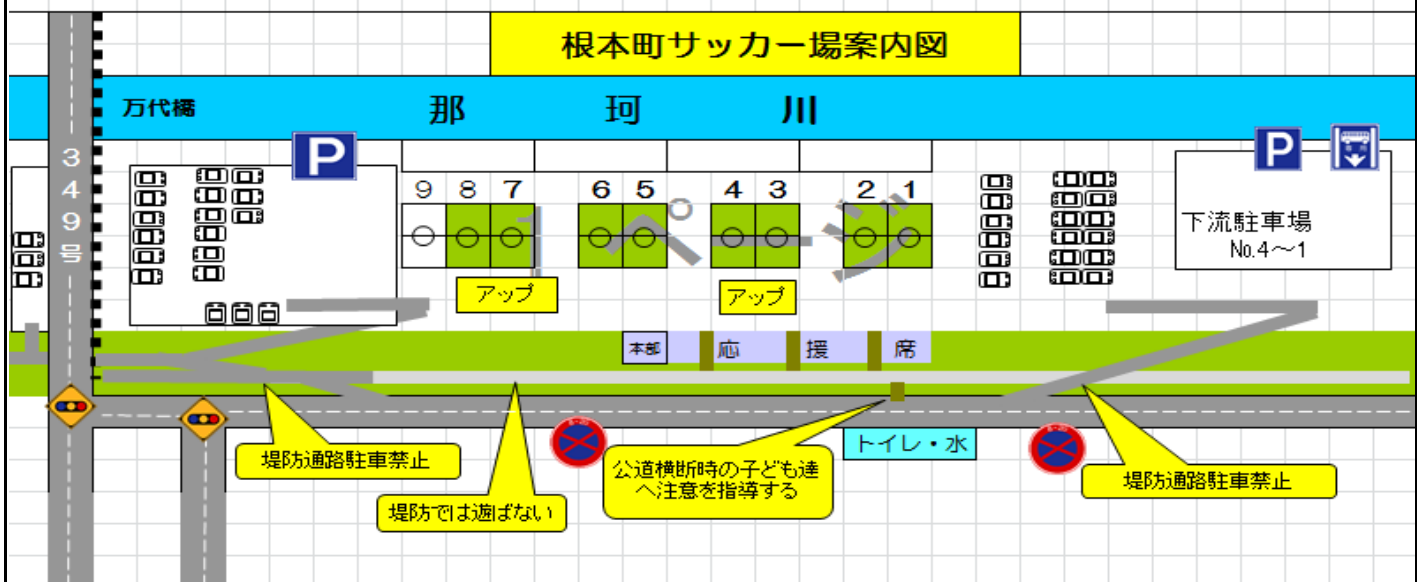 根本町サッカー場案内図
万代橋
那珂川
349号
P
P
9 8 7 6 5 4 3 2 1
1ページ
下流駐車場
No.4～1
アップ
アップ
本部
応援席
堤防通路駐車禁止
堤防では遊ばない
公道横断時の子ども達
へ注意を指導する
トイレ・水
堤防通路駐車禁止